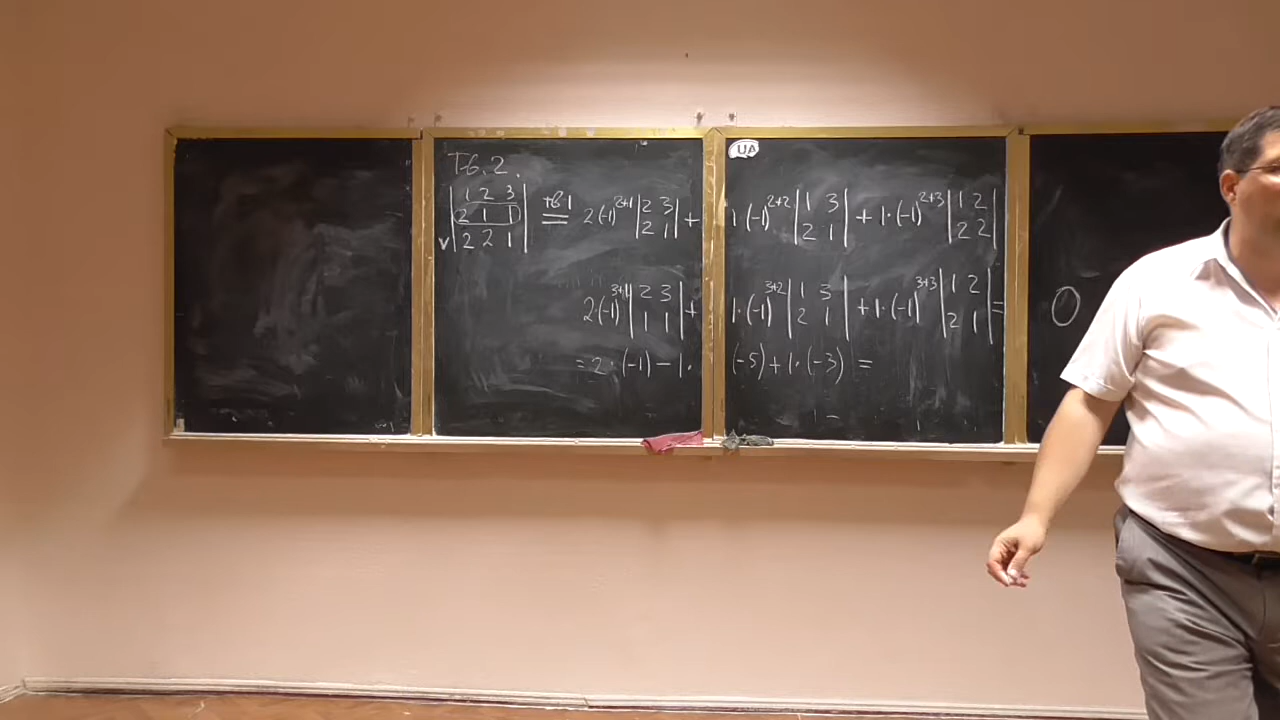 Тв. 2.
UA
| 1 2 3 |
| 2 1 1 |
v | 2 2 1 |
тв1
= 2(-1)^{2+1} | 2 3 | + 1·(-1)^{2+2} | 1 3 | + 1·(-1)^{2+3} | 1 2 |
| 2 1 | | 2 1 | | 2 2 |
2·(-1)^{3+1} | 2 3 | + 1·(-1)^{3+2} | 1 3 | + 1·(-1)^{3+3} | 1 2 | = 0
| 1 1 | | 2 1 | | 2 1 |
= 2·(-1) - 1·(-5) + 1·(-3) =